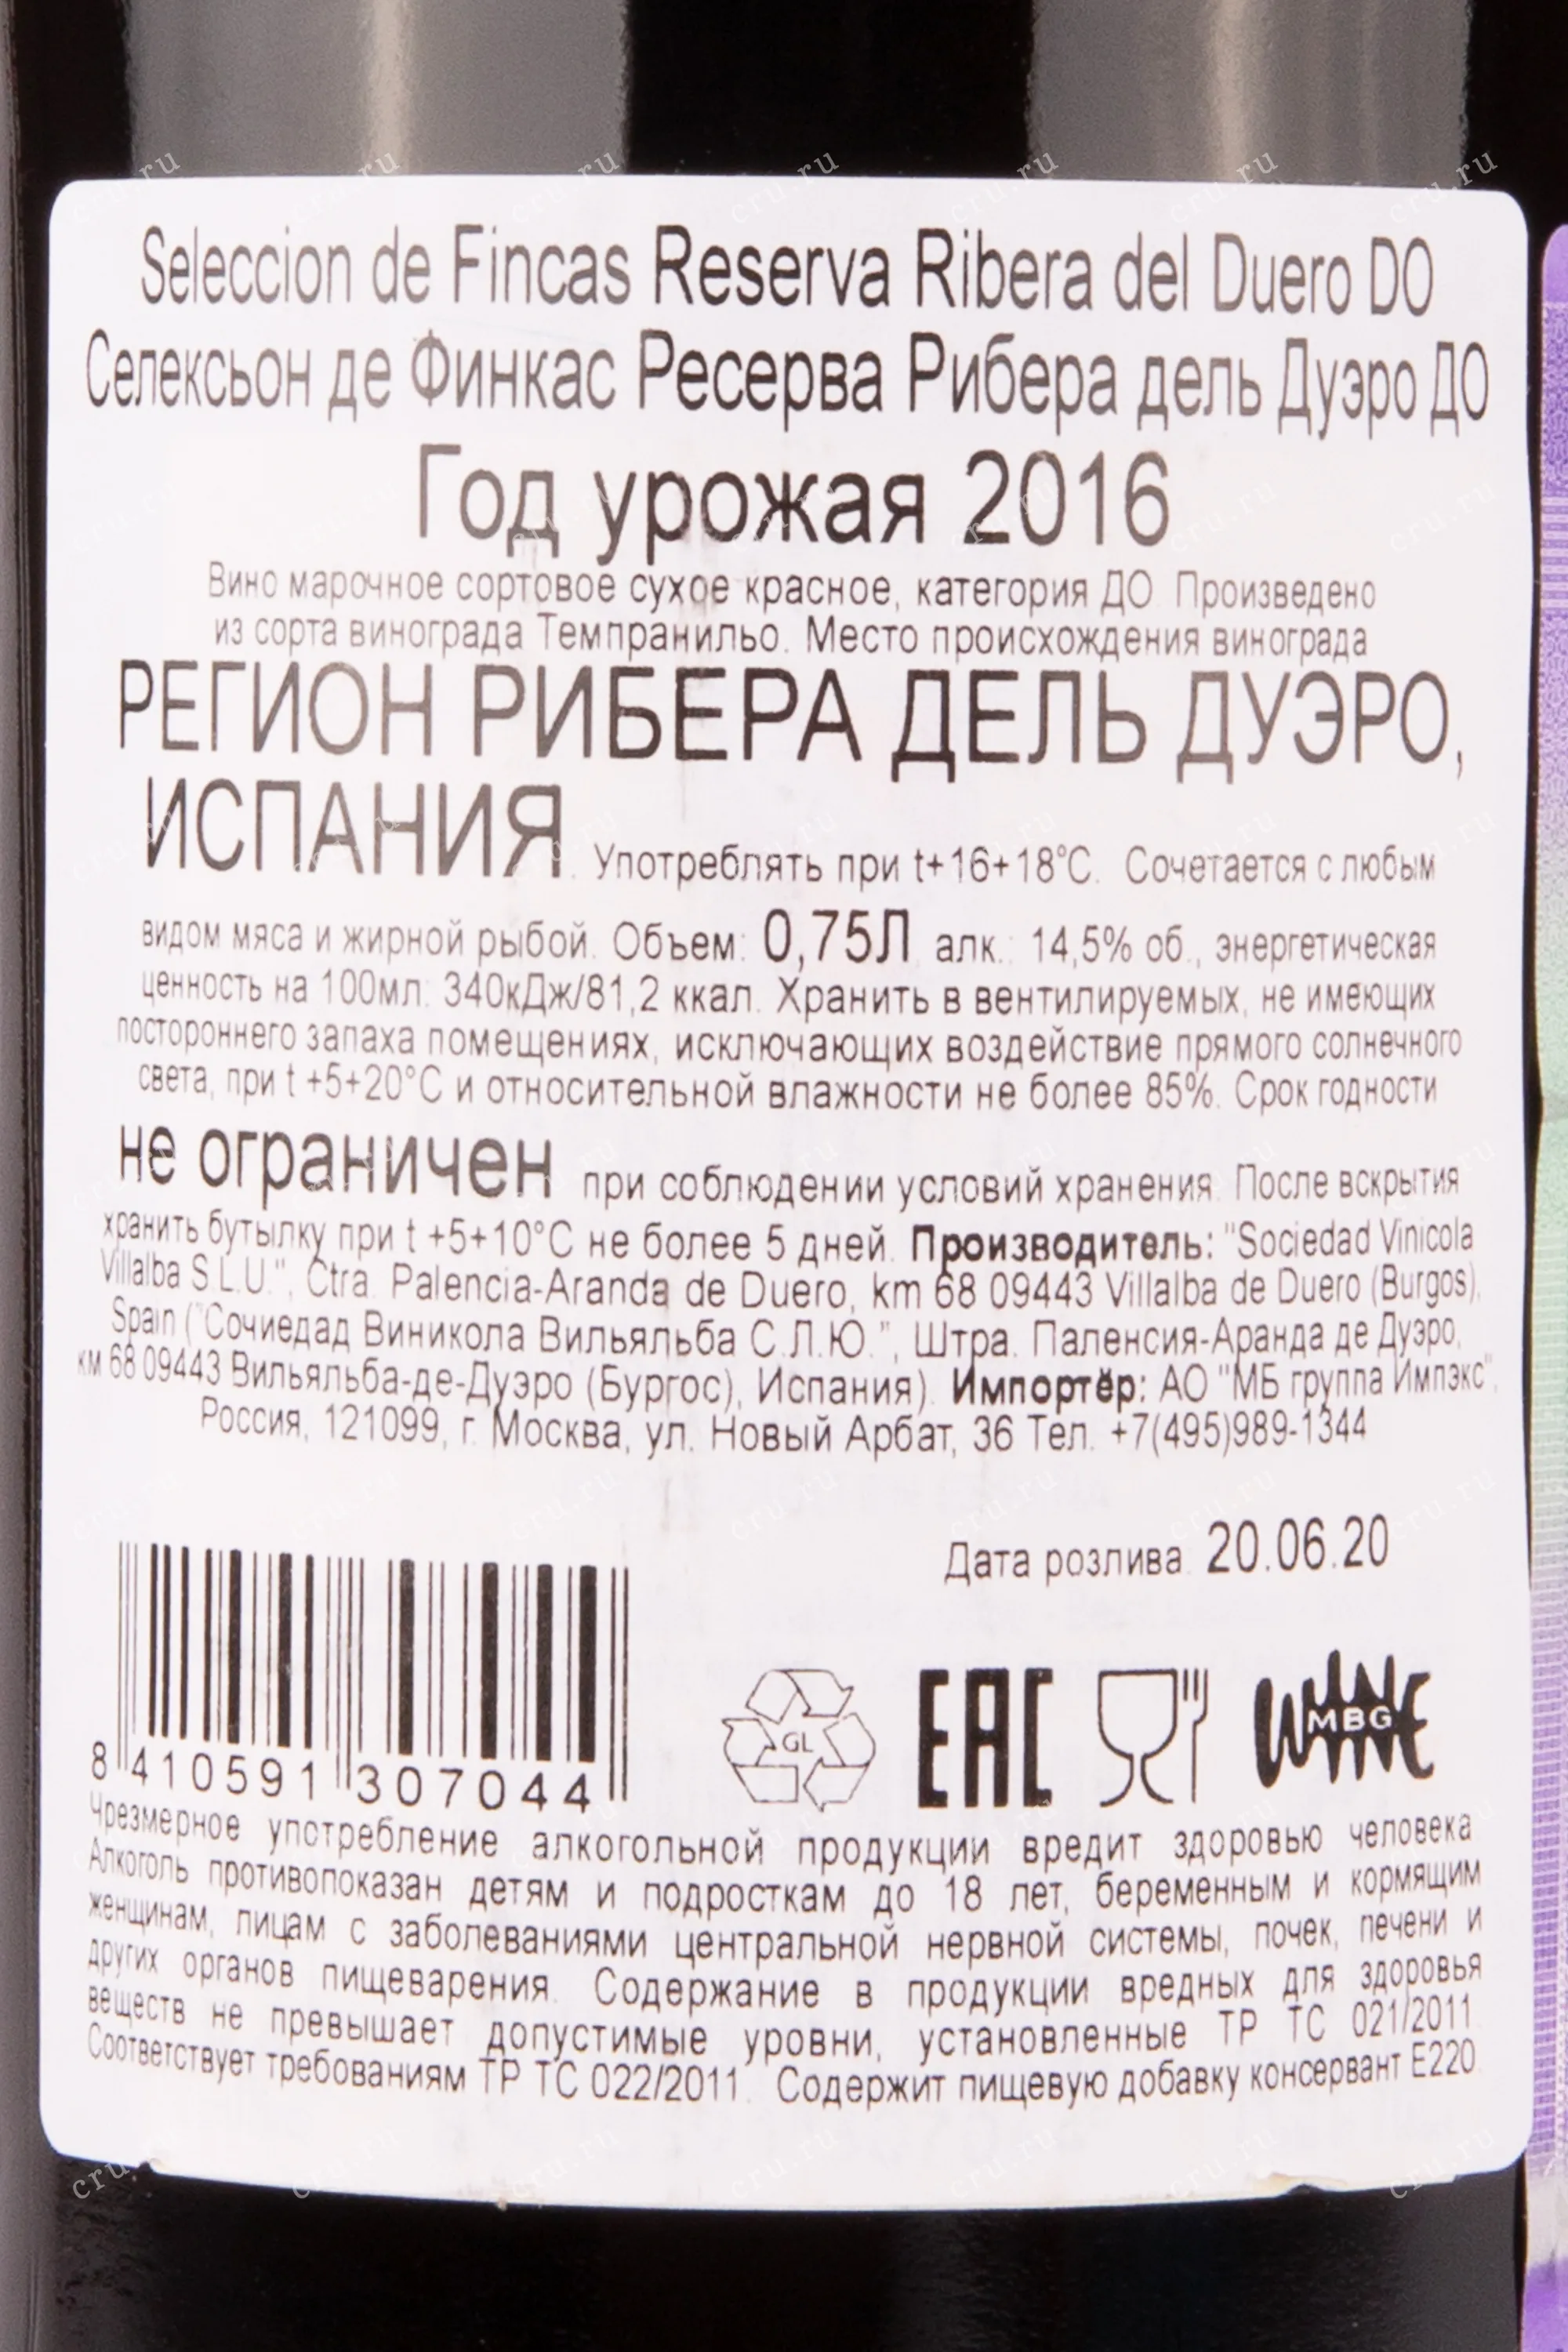 Seleccion de Fincas Reserva Ribera del Duero DO
Селексьон де Финкас Ресерва Рибера дель Дуэро ДО
Год урожая 2016
Вино марочное сортовое сухое красное, категория ДО. Произведено
из сорта винограда Темпранильо. Место происхождения винограда
РЕГИОН РИБЕРА ДЕЛЬ ДУЭРО,
ИСПАНИЯ. Употреблять при t+16+18°C. Сочетается с любым
видом мяса и жирной рыбой. Объем: 0,75Л, алк.: 14,5% об., энергетическая
ценность на 100мл: 340кДж/81,2 ккал. Хранить в вентилируемых, не имеющих
постороннего запаха помещениях, исключающих воздействие прямого солнечного
света, при t +5+20°C и относительной влажности не более 85%. Срок годности
не ограничен при соблюдении условий хранения. После вскрытия
хранить бутылку при t +5+10°C не более 5 дней. Производитель: "Sociedad Vinicola
Villalba S.L.U.", Ctra. Palencia-Aranda de Duero, km 68 09443 Villalba de Duero (Burgos),
Spain ("Сочиедад Виникола Вильяльба С.Л.Ю.", Штра. Паленсия-Аранда де Дуэро,
км 68 09443 Вильяльба-де-Дуэро (Бургос), Испания). Импортёр: АО "МБ группа Импэкс",
Россия, 121099, г. Москва, ул. Новый Арбат, 36 Тел. +7(495)989-1344
Дата розлива: 20.06.20
8 410591 307044
GL
EAC
WINE
MBG
Чрезмерное употребление алкогольной продукции вредит здоровью человека.
Алкоголь противопоказан детям и подросткам до 18 лет, беременным и кормящим
женщинам, лицам с заболеваниями центральной нервной системы, почек, печени и
других органов пищеварения. Содержание в продукции вредных для здоровья
веществ не превышает допустимые уровни, установленные ТР ТС 021/2011.
Соответствует требованиям ТР ТС 022/2011. Содержит пищевую добавку консервант Е220.
cru.ru